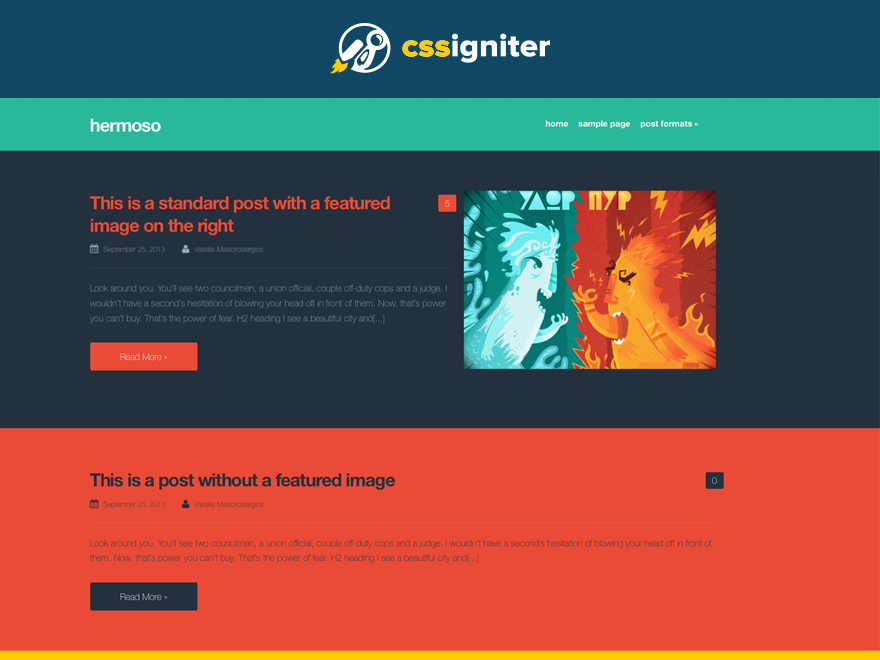 cssigniter
hermoso
home sample page post formats »
This is a standard post with a featured
image on the right
5
September 25, 2013 Vassilis Mastorostergios
Look around you. You'll see two councilmen, a union official, couple off-duty cops and a judge. I
wouldn't have a second's hesitation of blowing your head off in front of them. Now, that's power
you can't buy. That's the power of fear. H2 heading I see a beautiful city and[...]
Read More »
This is a post without a featured image
0
September 25, 2013 Vassilis Mastorostergios
Look around you. You'll see two councilmen, a union official, couple off-duty cops and a judge. I wouldn't have a second's hesitation of blowing your head off in front of
them. Now, that's power you can't buy. That's the power of fear. H2 heading I see a beautiful city and[...]
Read More »